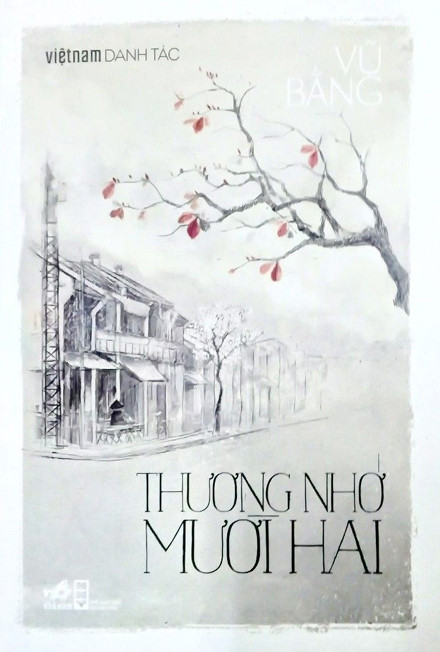 việtnam DANH TÁC
VŨ
BẰNG
THƯƠNG NHỚ
MƯỜI HAI